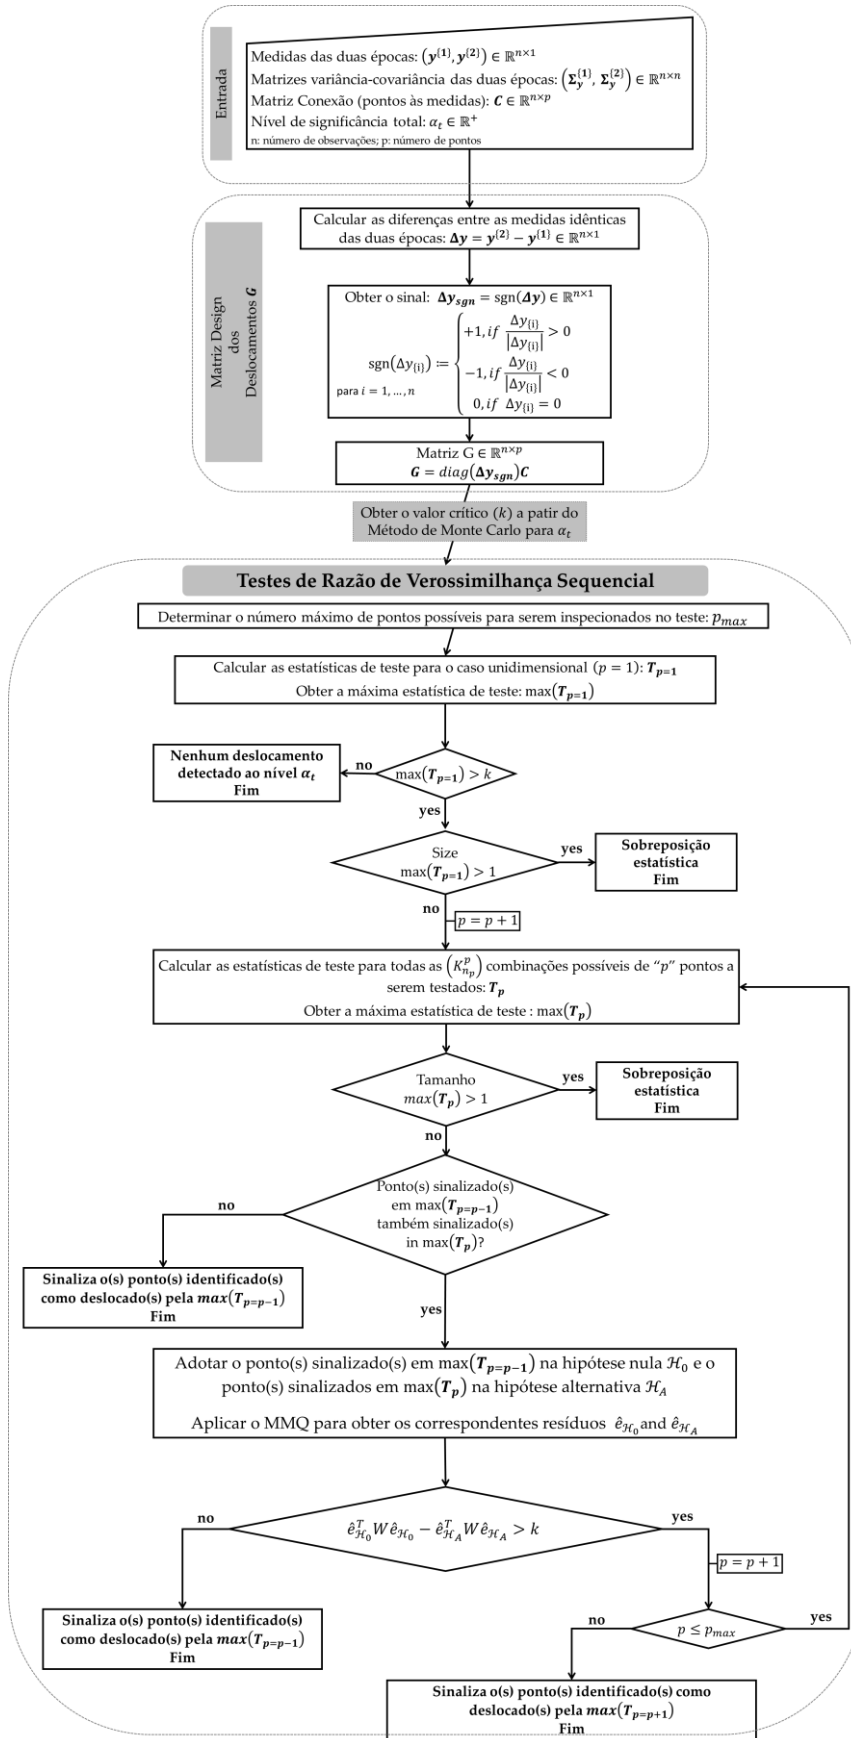 Entrada
Medidas das duas épocas: (y^{1}, y^{2}) ∈ ℝ^{n×1}
Matrizes variância-covariância das duas épocas: (Σ_y^{1}, Σ_y^{2}) ∈ ℝ^{n×n}
Matriz Conexão (pontos às medidas): C ∈ ℝ^{n×p}
Nível de significância total: α_t ∈ ℝ^+
n: número de observações; p: número de pontos
Matriz Design
dos
Deslocamentos G
Calcular as diferenças entre as medidas idênticas
das duas épocas: Δy = y^{2} − y^{1} ∈ ℝ^{n×1}
Obter o sinal: Δy_sgn = sgn(Δy) ∈ ℝ^{n×1}
sgn(Δy_{i}) ≔
+1, if Δy_{i}/|Δy_{i}| > 0
−1, if Δy_{i}/|Δy_{i}| < 0
0, if Δy_{i} = 0
para i = 1, … , n
Matriz G ∈ ℝ^{n×p}
G = diag(Δy_sgn)C
Obter o valor crítico (k) a patir do
Método de Monte Carlo para α_t
Testes de Razão de Verossimilhança Sequencial
Determinar o número máximo de pontos possíveis para serem inspecionados no teste: p_max
Calcular as estatísticas de teste para o caso unidimensional (p = 1): T_{p=1}
Obter a máxima estatística de teste: max(T_{p=1})
max(T_{p=1}) > k
no
Nenhum deslocamento
detectado ao nível α_t
Fim
yes
Size
max(T_{p=1}) > 1
yes
Sobreposição
estatística
Fim
no
p = p + 1
Calcular as estatísticas de teste para todas as (K_{n_p}^p) combinações possíveis de “p” pontos a
serem testados: T_p
Obter a máxima estatística de teste : max(T_p)
Tamanho
max(T_p) > 1
yes
Sobreposição
estatística
Fim
no
Ponto(s) sinalizado(s)
em max(T_{p=p−1})
também sinalizado(s)
in max(T_p)?
no
Sinaliza o(s) ponto(s) identificado(s)
como deslocado(s) pela max(T_{p=p−1})
Fim
yes
Adotar o ponto(s) sinalizado(s) em max(T_{p=p−1}) na hipótese nula ℋ_0 e o
ponto(s) sinalizados em max(T_p) na hipótese alternativa ℋ_A
Aplicar o MMQ para obter os correspondentes resíduos ê_{ℋ_0} and ê_{ℋ_A}
ê_{ℋ_0}^T W ê_{ℋ_0} − ê_{ℋ_A}^T W ê_{ℋ_A} > k
no
Sinaliza o(s) ponto(s) identificado(s)
como deslocado(s) pela max(T_{p=p−1})
Fim
yes
p = p + 1
p ≤ p_max
yes
no
Sinaliza o(s) ponto(s) identificado(s) como
deslocado(s) pela max(T_{p=p+1})
Fim